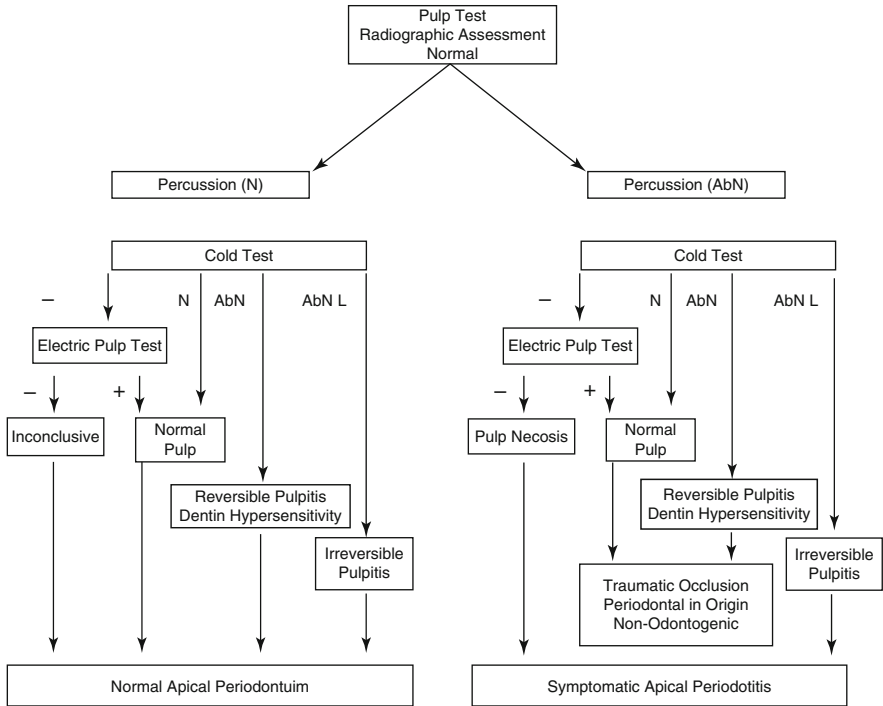 Pulp Test
Radiographic Assessment
Normal
Percussion (N)
Percussion (AbN)
Cold Test
– N AbN AbN L
Electric Pulp Test
– +
Inconclusive
Normal
Pulp
Reversible Pulpitis
Dentin Hypersensitivity
Irreversible
Pulpitis
Normal Apical Periodontuim
Cold Test
– N AbN AbN L
Electric Pulp Test
– +
Pulp Necosis
Normal
Pulp
Reversible Pulpitis
Dentin Hypersensitivity
Irreversible
Pulpitis
Traumatic Occlusion
Periodontal in Origin
Non-Odontogenic
Symptomatic Apical Periodotitis